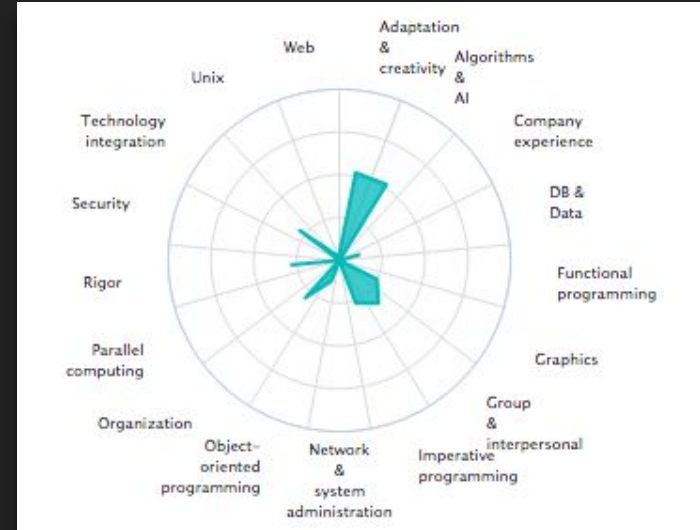 Adaptation
&
creativity
Algorithms
&
AI
Company
experience
DB &
Data
Functional
programming
Graphics
Group
&
interpersonal
Imperative
programming
Network
&
system
administration
Object-
oriented
programming
Organization
Parallel
computing
Rigor
Security
Technology
integration
Unix
Web